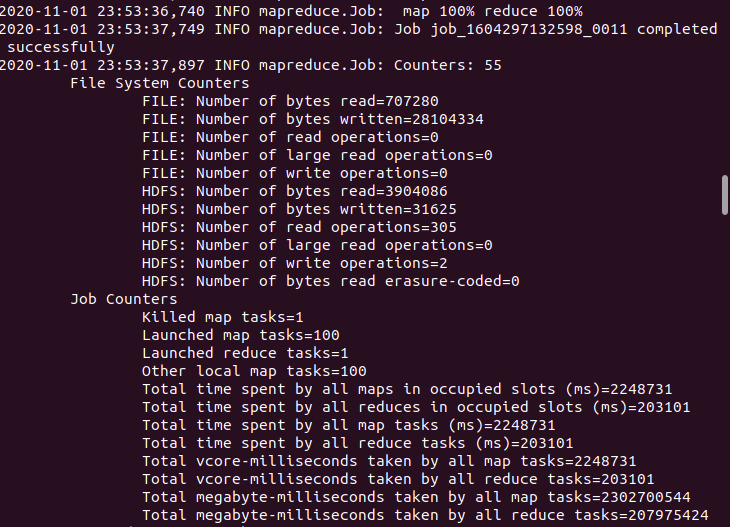 2020-11-01 23:53:36,740 INFO mapreduce.Job:  map 100% reduce 100%
2020-11-01 23:53:37,749 INFO mapreduce.Job: Job job_1604297132598_0011 completed
 successfully
2020-11-01 23:53:37,897 INFO mapreduce.Job: Counters: 55
File System Counters
FILE: Number of bytes read=707280
FILE: Number of bytes written=28104334
FILE: Number of read operations=0
FILE: Number of large read operations=0
FILE: Number of write operations=0
HDFS: Number of bytes read=3904086
HDFS: Number of bytes written=31625
HDFS: Number of read operations=305
HDFS: Number of large read operations=0
HDFS: Number of write operations=2
HDFS: Number of bytes read erasure-coded=0
Job Counters
Killed map tasks=1
Launched map tasks=100
Launched reduce tasks=1
Other local map tasks=100
Total time spent by all maps in occupied slots (ms)=2248731
Total time spent by all reduces in occupied slots (ms)=203101
Total time spent by all map tasks (ms)=2248731
Total time spent by all reduce tasks (ms)=203101
Total vcore-milliseconds taken by all map tasks=2248731
Total vcore-milliseconds taken by all reduce tasks=203101
Total megabyte-milliseconds taken by all map tasks=2302700544
Total megabyte-milliseconds taken by all reduce tasks=207975424